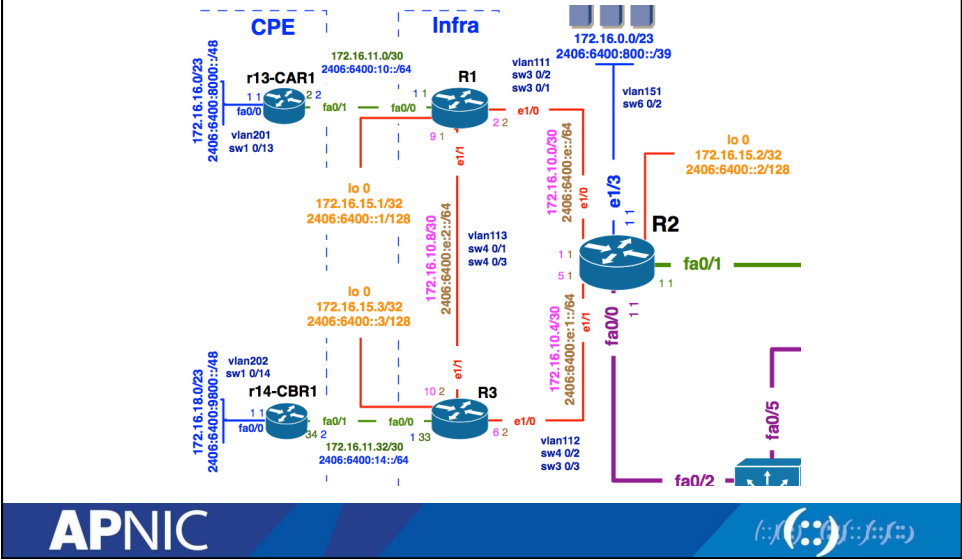 CPE
Infra
172.16.0.0/23
2406:6400:800::/39
172.16.11.0/30
2406:6400:10::/64
vlan111
sw3 0/2
sw3 0/1
vlan151
sw6 0/2
172.16.16.0/23
2406:6400:8000::/48
r13-CAR1
R1
1 1
fa0/0
2 2
fa0/1
fa0/0
1 1
e1/0
2 2
vlan201
sw1 0/13
9 1
e1/1
172.16.10.0/30
2406:6400:e::/64
e1/0
e1/3
1 1
lo 0
172.16.15.2/32
2406:6400::2/128
lo 0
172.16.15.1/32
2406:6400::1/128
172.16.10.8/30
2406:6400:e:2::/64
vlan113
sw4 0/1
sw4 0/3
R2
1 1
5 1
fa0/1
1 1
lo 0
172.16.15.3/32
2406:6400::3/128
172.16.10.4/30
2406:6400:e:1::/64
e1/1
fa0/0
1 1
172.16.18.0/23
2406:6400:9800::/48
vlan202
sw1 0/14
r14-CBR1
e1/1
10 2
R3
1 1
fa0/0
34 2
fa0/1
fa0/0
1 33
e1/0
6 2
172.16.11.32/30
2406:6400:14::/64
vlan112
sw4 0/2
sw3 0/3
fa0/5
fa0/2
APNIC